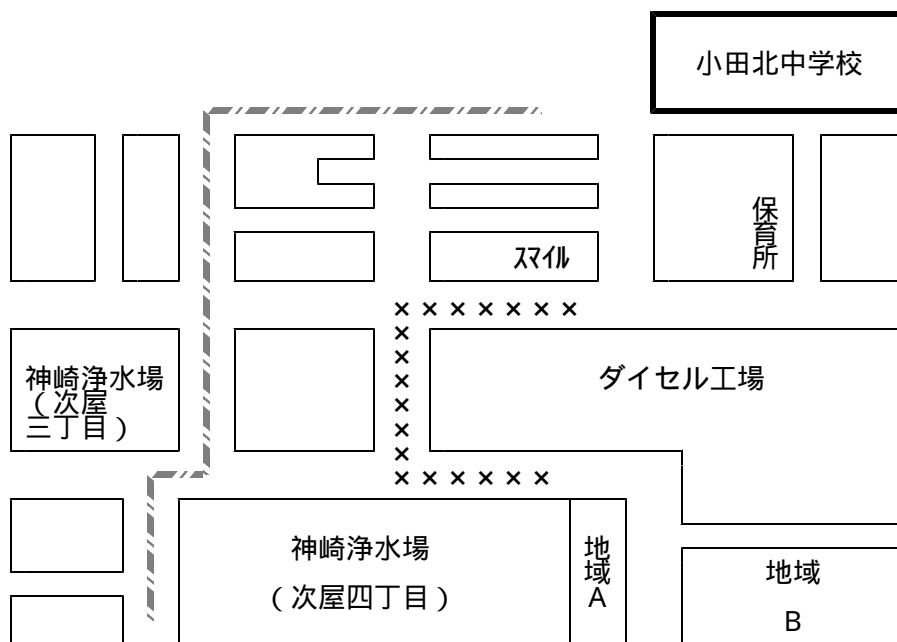 小田北中学校
保育所
スマイル
× × × × × × ×
×
×
×
×
×
×
× × × × × ×
神崎浄水場
(次屋
三丁目)
ダイセル工場
神崎浄水場
(次屋四丁目)
地域A
地域
B